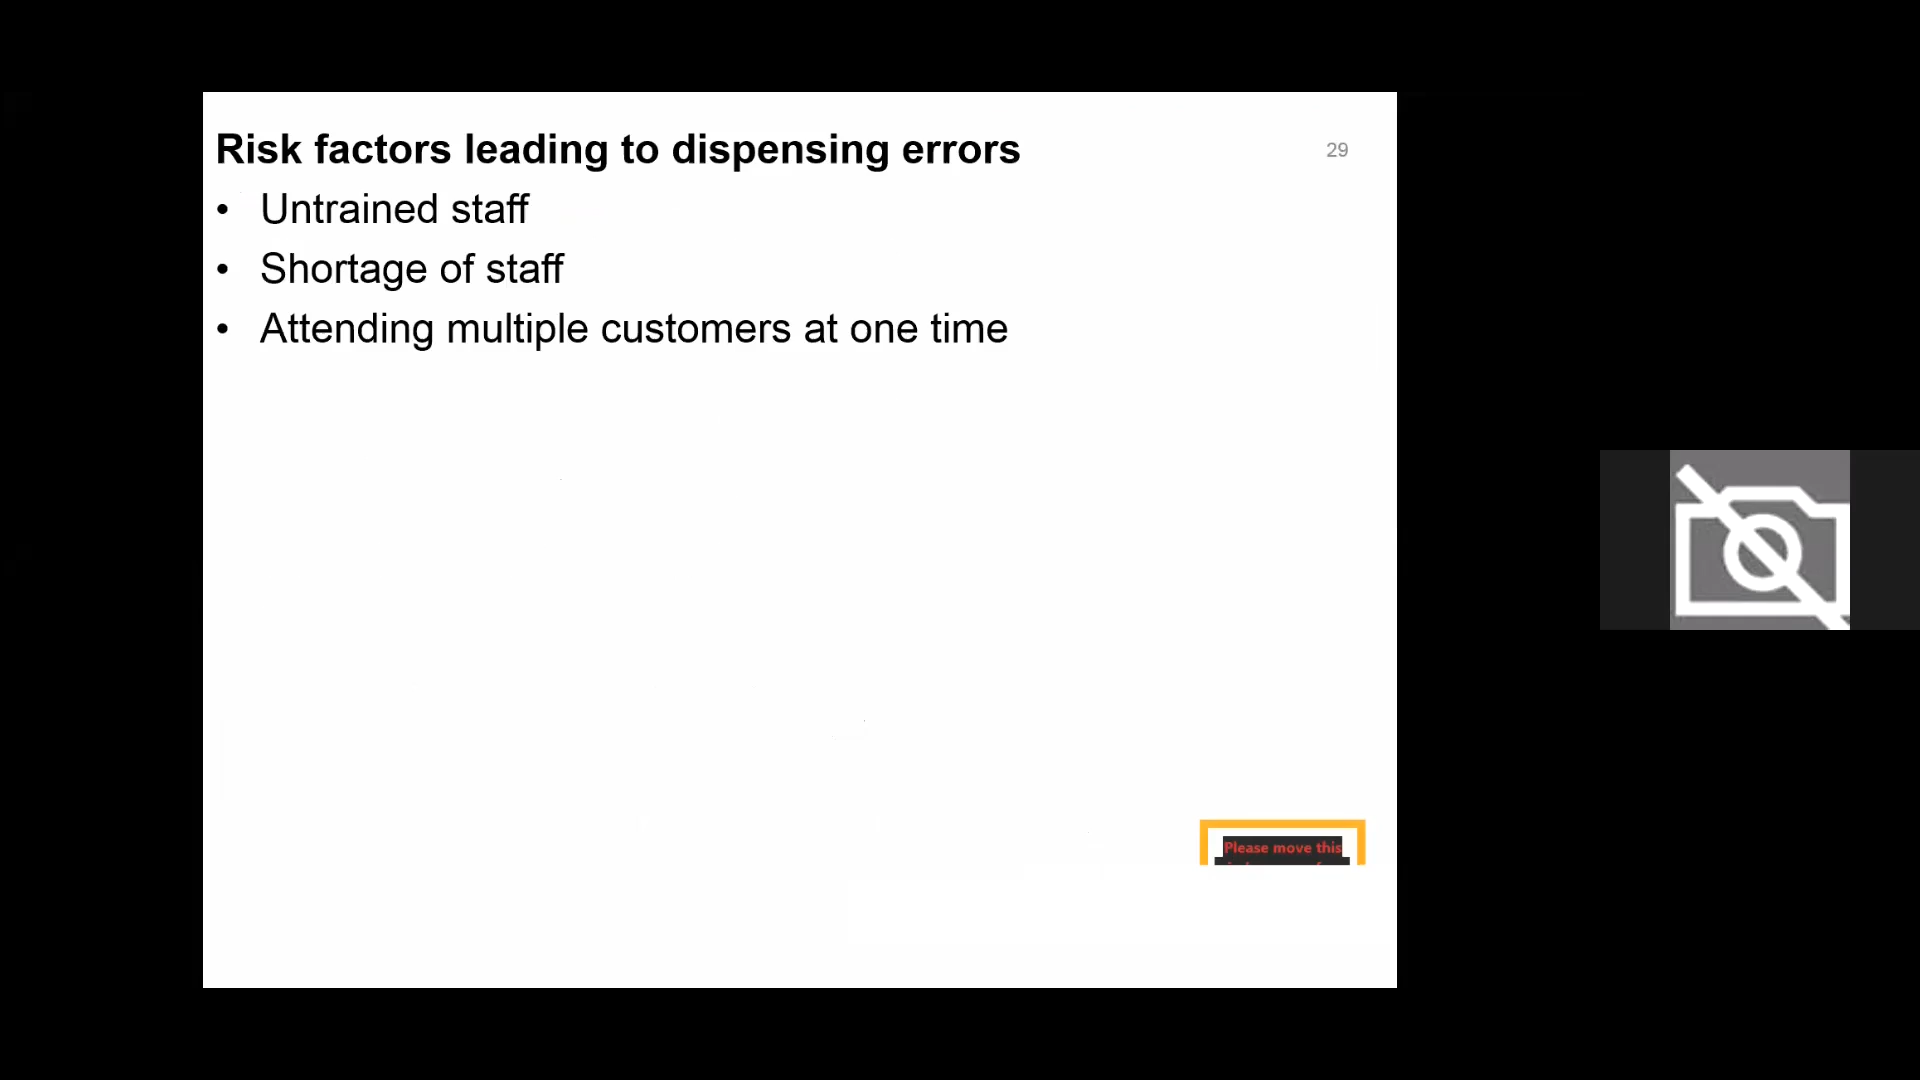 Risk factors leading to dispensing errors
29
• Untrained staff
• Shortage of staff
• Attending multiple customers at one time
Please move this